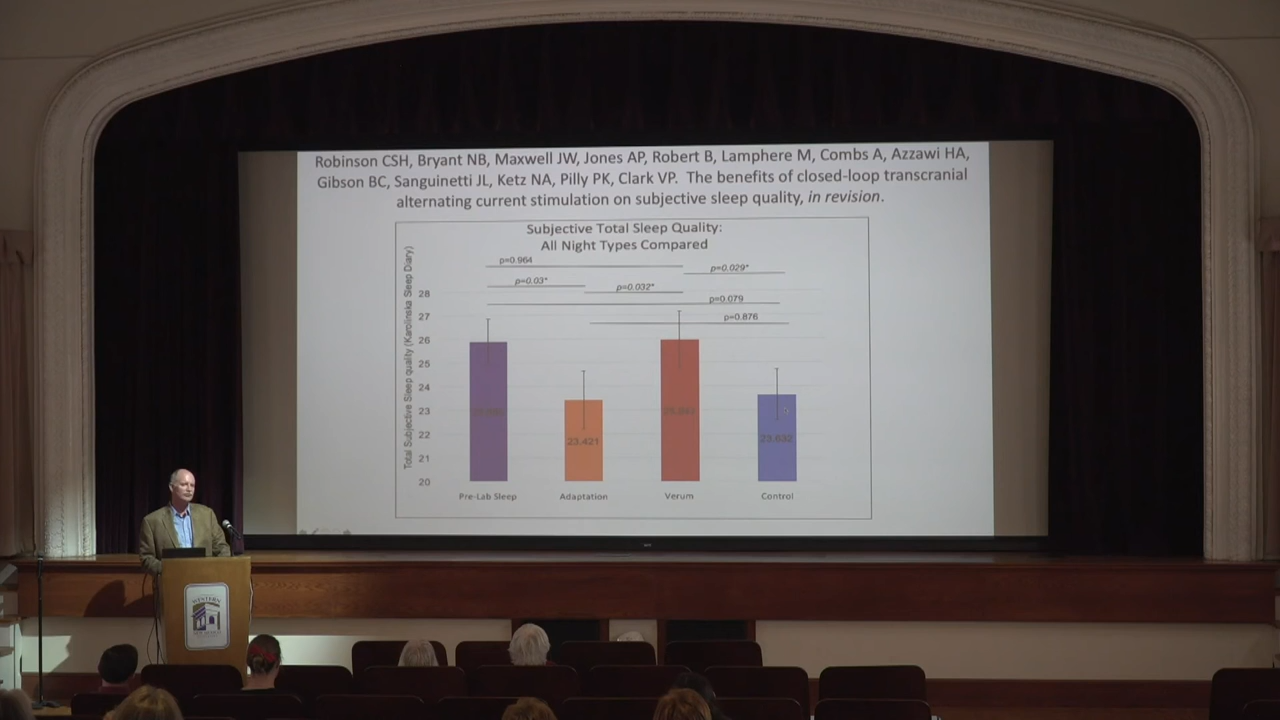 Robinson CSH, Bryant NB, Maxwell JW, Jones AP, Robert B, Lamphere M, Combs A, Azzawi HA,
Gibson BC, Sanguinetti JL, Ketz NA, Pilly PK, Clark VP. The benefits of closed-loop transcranial
alternating current stimulation on subjective sleep quality, in revision.
Subjective Total Sleep Quality:
All Night Types Compared
Total Subjective Sleep quality (Karolinska Sleep Diary)
p=0.964
p=0.029*
p=0.03*
p=0.032*
p=0.079
p=0.876
28
27
26
25
24
23
22
21
20
23.421
23.632
Pre-Lab Sleep
Adaptation
Verum
Control
WESTERN